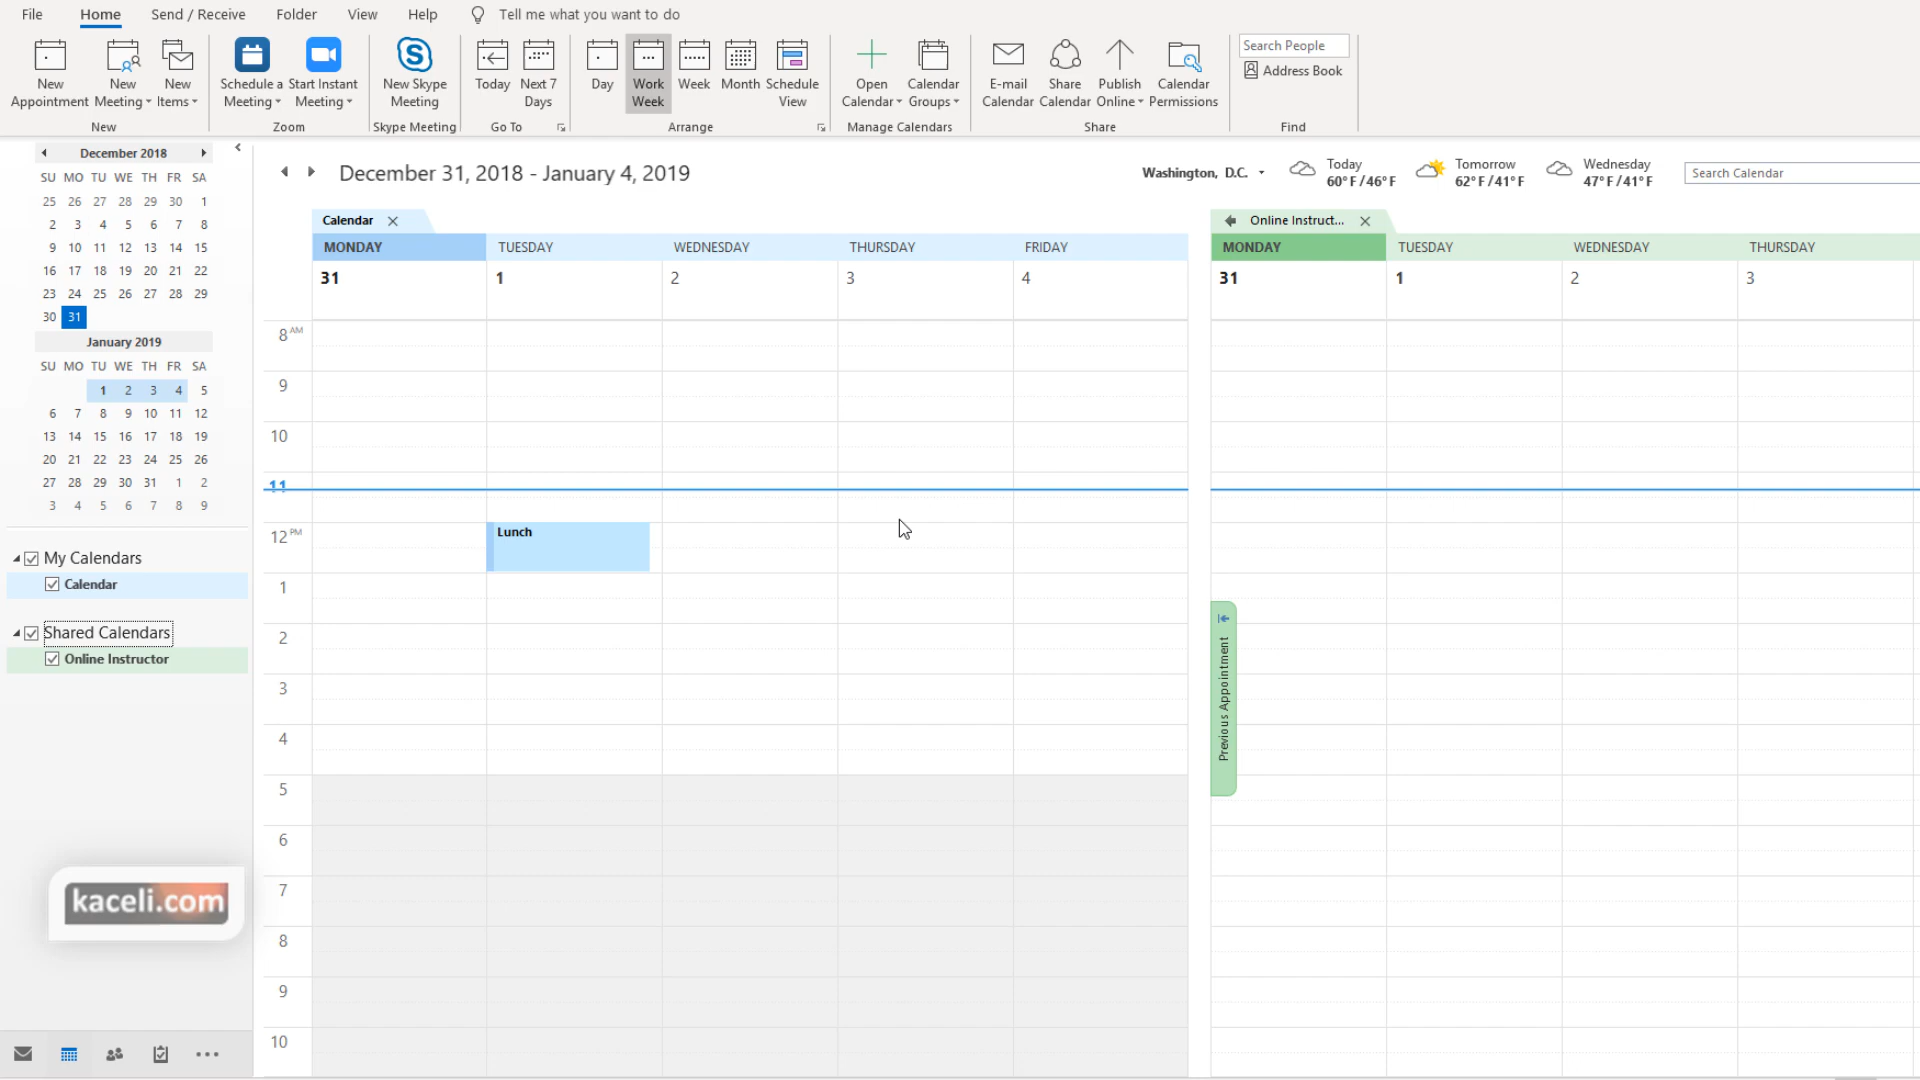 File Home Send / Receive Folder View Help Tell me what you want to do
New Appointment
New Meeting
New Items
New
Schedule a Meeting
Start Instant Meeting
Zoom
New Skype Meeting
Skype Meeting
Today
Next 7 Days
Go To
Day
Work Week
Week
Month
Schedule View
Arrange
Open Calendar
Calendar Groups
Manage Calendars
E-mail Calendar
Share Calendar
Publish Online
Calendar Permissions
Share
Search People
Address Book
Find
December 2018
SU MO TU WE TH FR SA
25 26 27 28 29 30 1
2 3 4 5 6 7 8
9 10 11 12 13 14 15
16 17 18 19 20 21 22
23 24 25 26 27 28 29
30 31
January 2019
SU MO TU WE TH FR SA
1 2 3 4 5
6 7 8 9 10 11 12
13 14 15 16 17 18 19
20 21 22 23 24 25 26
27 28 29 30 31 1 2
3 4 5 6 7 8 9
My Calendars
Calendar
Shared Calendars
Online Instructor
kaceli.com
December 31, 2018 - January 4, 2019
Washington, D.C.
Today
60°F/46°F
Tomorrow
62°F/41°F
Wednesday
47°F/41°F
Search Calendar
Calendar
MONDAY TUESDAY WEDNESDAY THURSDAY FRIDAY
31 1 2 3 4
8 AM
9
10
11
12 PM
Lunch
1
2
3
4
5
6
7
8
9
10
Online Instruct...
MONDAY TUESDAY WEDNESDAY THURSDAY
31 1 2 3
Previous Appointment